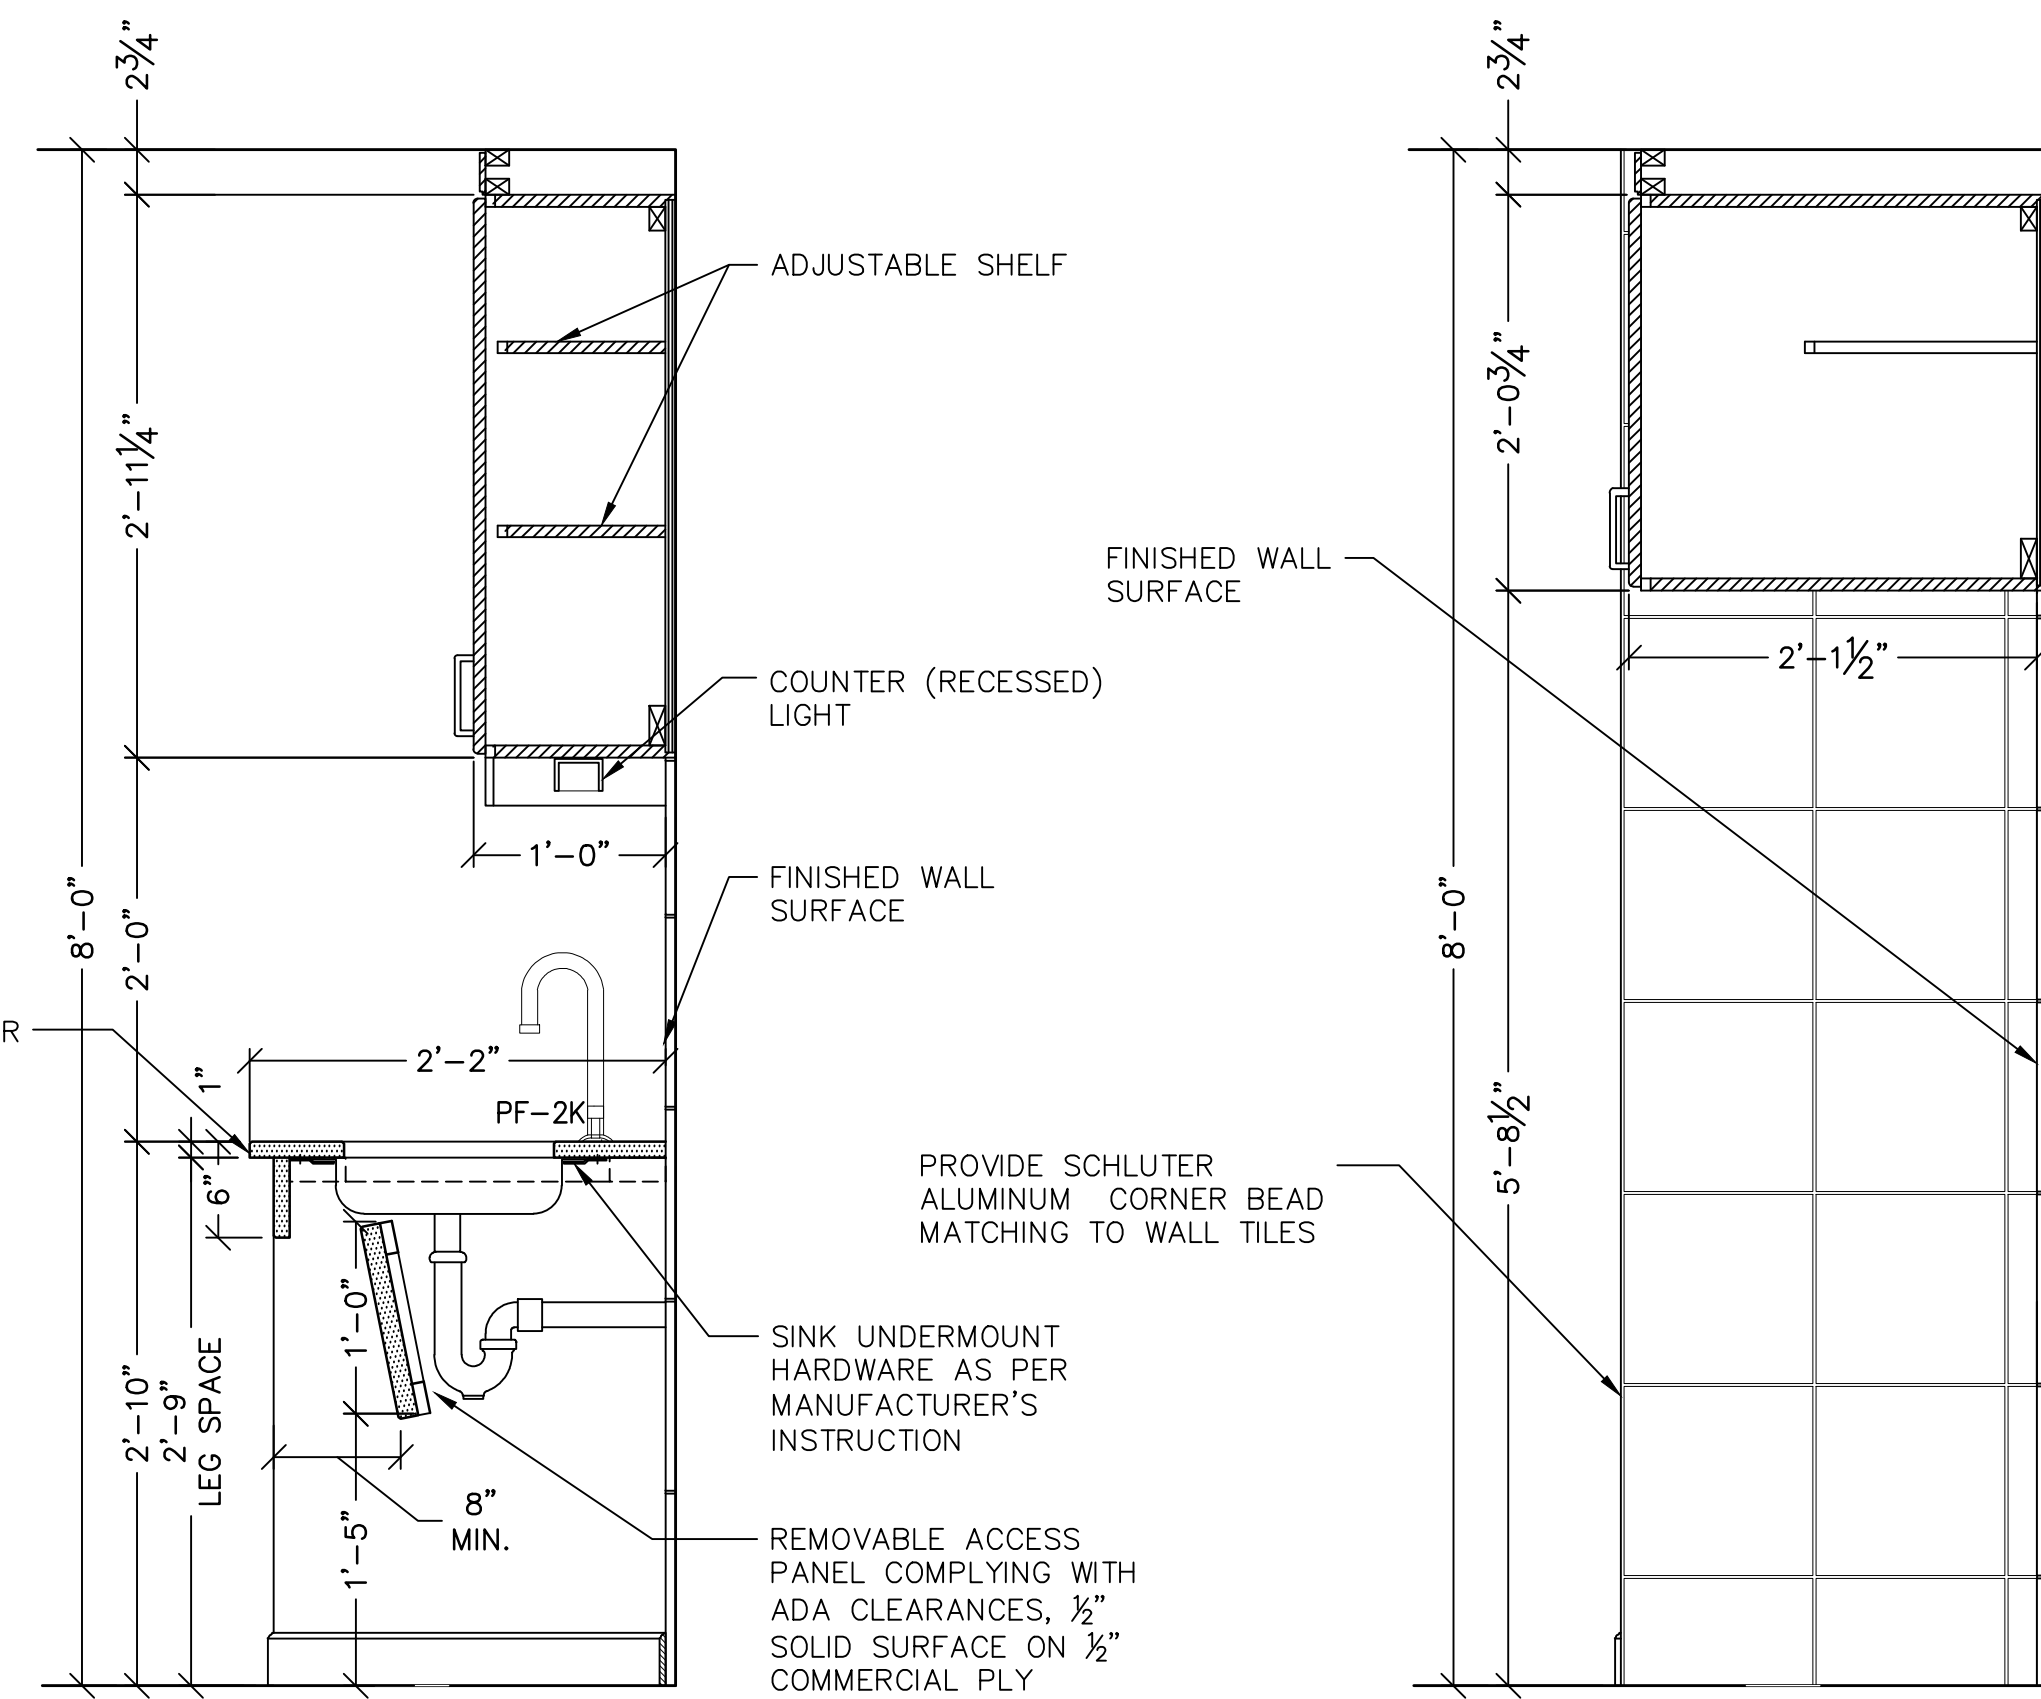 2¾"
2¾"
ADJUSTABLE SHELF
2'-11¼"
2'-0¾"
FINISHED WALL
SURFACE
2'-1½"
COUNTER (RECESSED)
LIGHT
1'-0"
FINISHED WALL
SURFACE
8'-0"
2'-0"
8'-0"
R
2'-2"
1"
PF-2K
6"
5'-8½"
PROVIDE SCHLUTER
ALUMINUM CORNER BEAD
MATCHING TO WALL TILES
1'-0"
SINK UNDERMOUNT
HARDWARE AS PER
MANUFACTURER'S
INSTRUCTION
2'-10"
2'-9"
LEG SPACE
8"
MIN.
1'-5"
REMOVABLE ACCESS
PANEL COMPLYING WITH
ADA CLEARANCES, ½"
SOLID SURFACE ON ½"
COMMERCIAL PLY